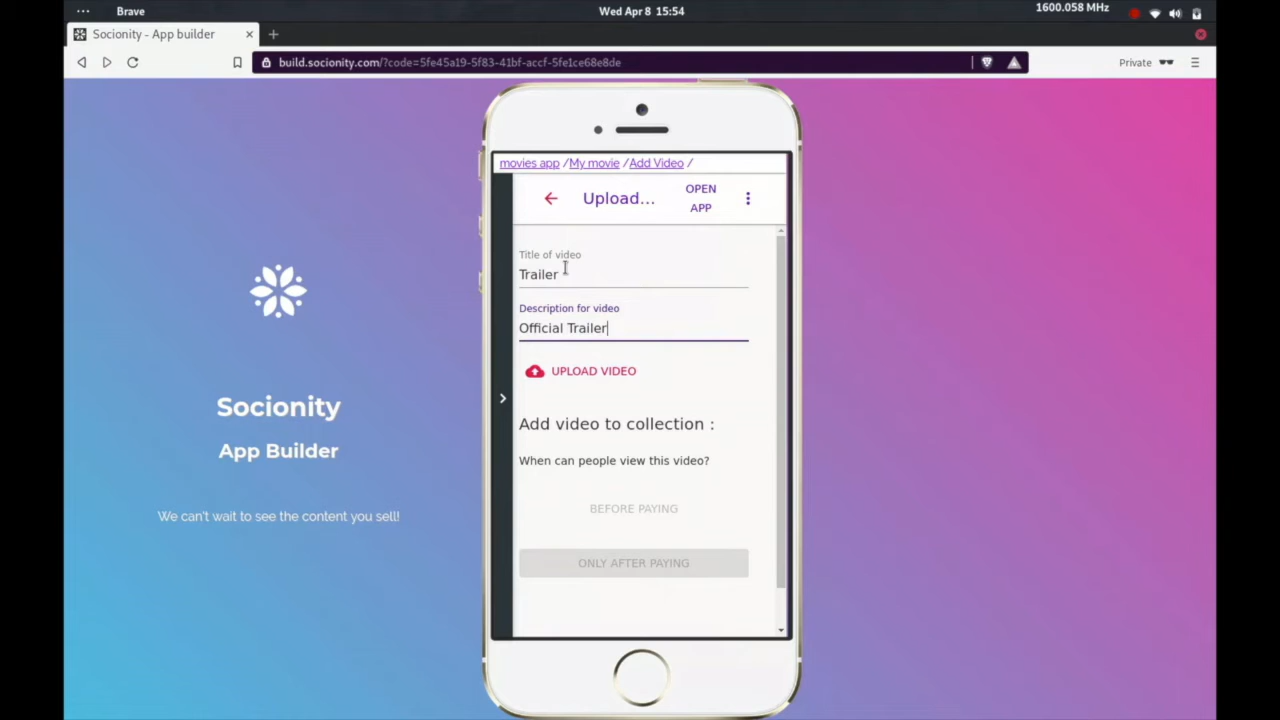 Brave
Wed Apr 8 15:54
1600.058 MHz
Socionity - App builder
build.socionity.com/?code=5fe45a19-5f83-41bf-accf-5fe1ce68e8de
Private
movies app /My movie /Add Video /
Upload...
OPEN
APP
Title of video
Trailer
Description for video
Official Trailer
UPLOAD VIDEO
Add video to collection :
When can people view this video?
BEFORE PAYING
ONLY AFTER PAYING
Socionity
App Builder
We can't wait to see the content you sell!